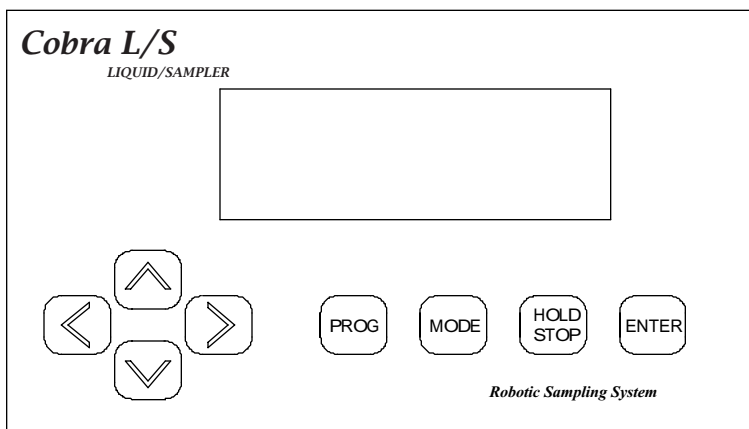 Cobra L/S
LIQUID/SAMPLER
PROG
MODE
HOLD
STOP
ENTER
Robotic Sampling System